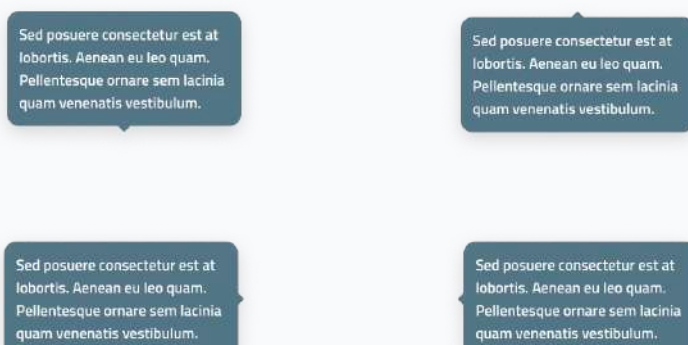 Sed posuere consectetur est at
lobortis. Aenean eu leo quam.
Pellentesque ornare sem lacinia
quam venenatis vestibulum.
Sed posuere consectetur est at
lobortis. Aenean eu leo quam.
Pellentesque ornare sem lacinia
quam venenatis vestibulum.
Sed posuere consectetur est at
lobortis. Aenean eu leo quam.
Pellentesque ornare sem lacinia
quam venenatis vestibulum.
Sed posuere consectetur est at
lobortis. Aenean eu leo quam.
Pellentesque ornare sem lacinia
quam venenatis vestibulum.